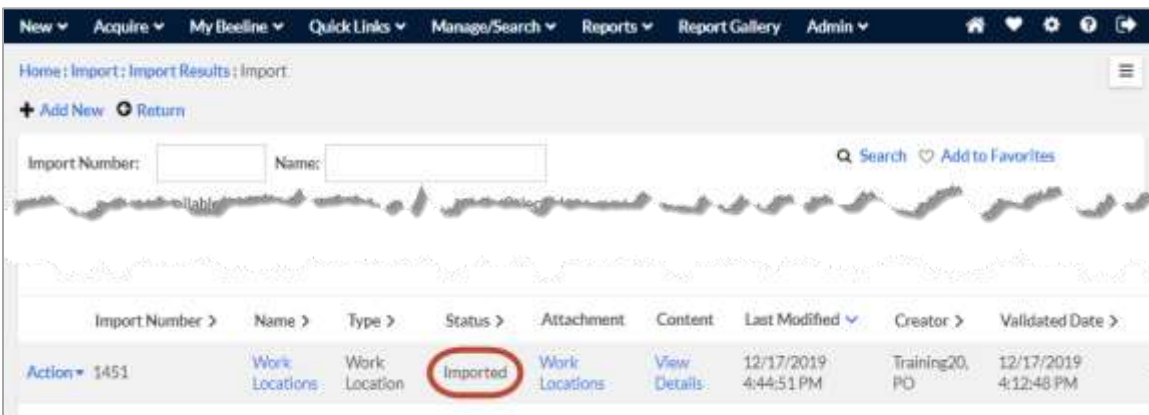 New Acquire My Beeline Quick Links Manage/Search Reports Report Gallery Admin
Home : Import : Import Results : Import
Add New Return
Import Number: Name: Search Add to Favorites
Import Number > Name > Type > Status > Attachment Content Last Modified Creator > Validated Date >
Action 1451 Work Locations Work Location Imported Work Locations View Details 12/17/2019 4:44:51 PM Training20, PO 12/17/2019 4:12:48 PM